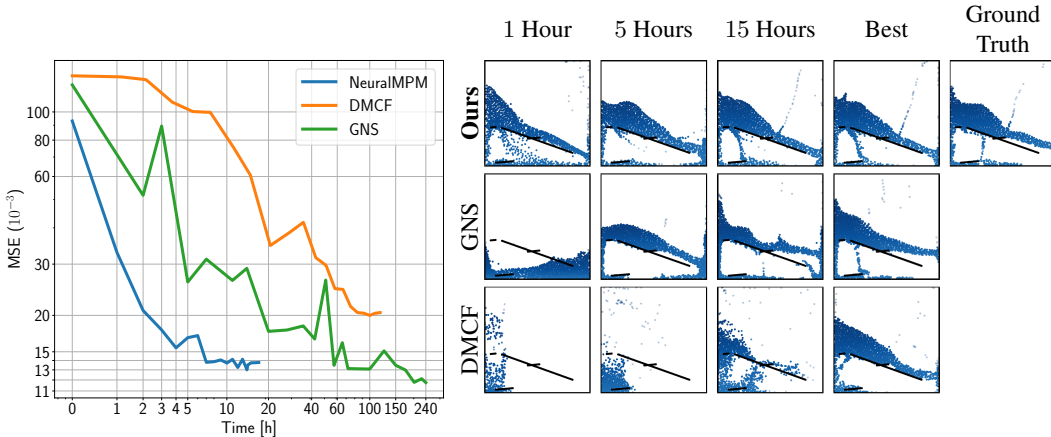 1 Hour
5 Hours
15 Hours
Best
Ground
Truth
Ours
GNS
DMCF
MSE (10⁻³)
100
80
60
40
30
20
15
13
11
NeuralMPM
DMCF
GNS
0 1 2 3 4 5 10 20 40 60 100 150 240
Time [h]